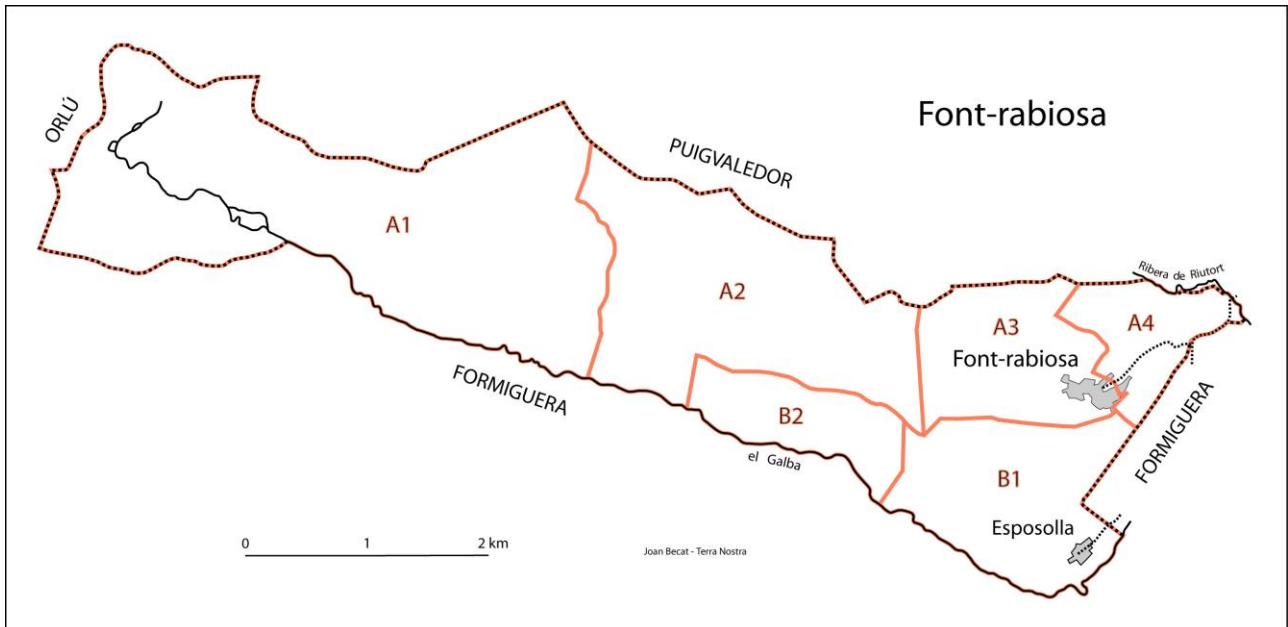 Font-rabiosa
ORLÚ
PUIGVALEDOR
A1
A2
Ribera de Riutort
A3
A4
Font-rabiosa
FORMIGUERA
B2
FORMIGUERA
el Galba
B1
Esposolla
0 1 2 km
Joan Becat - Terra Nostra